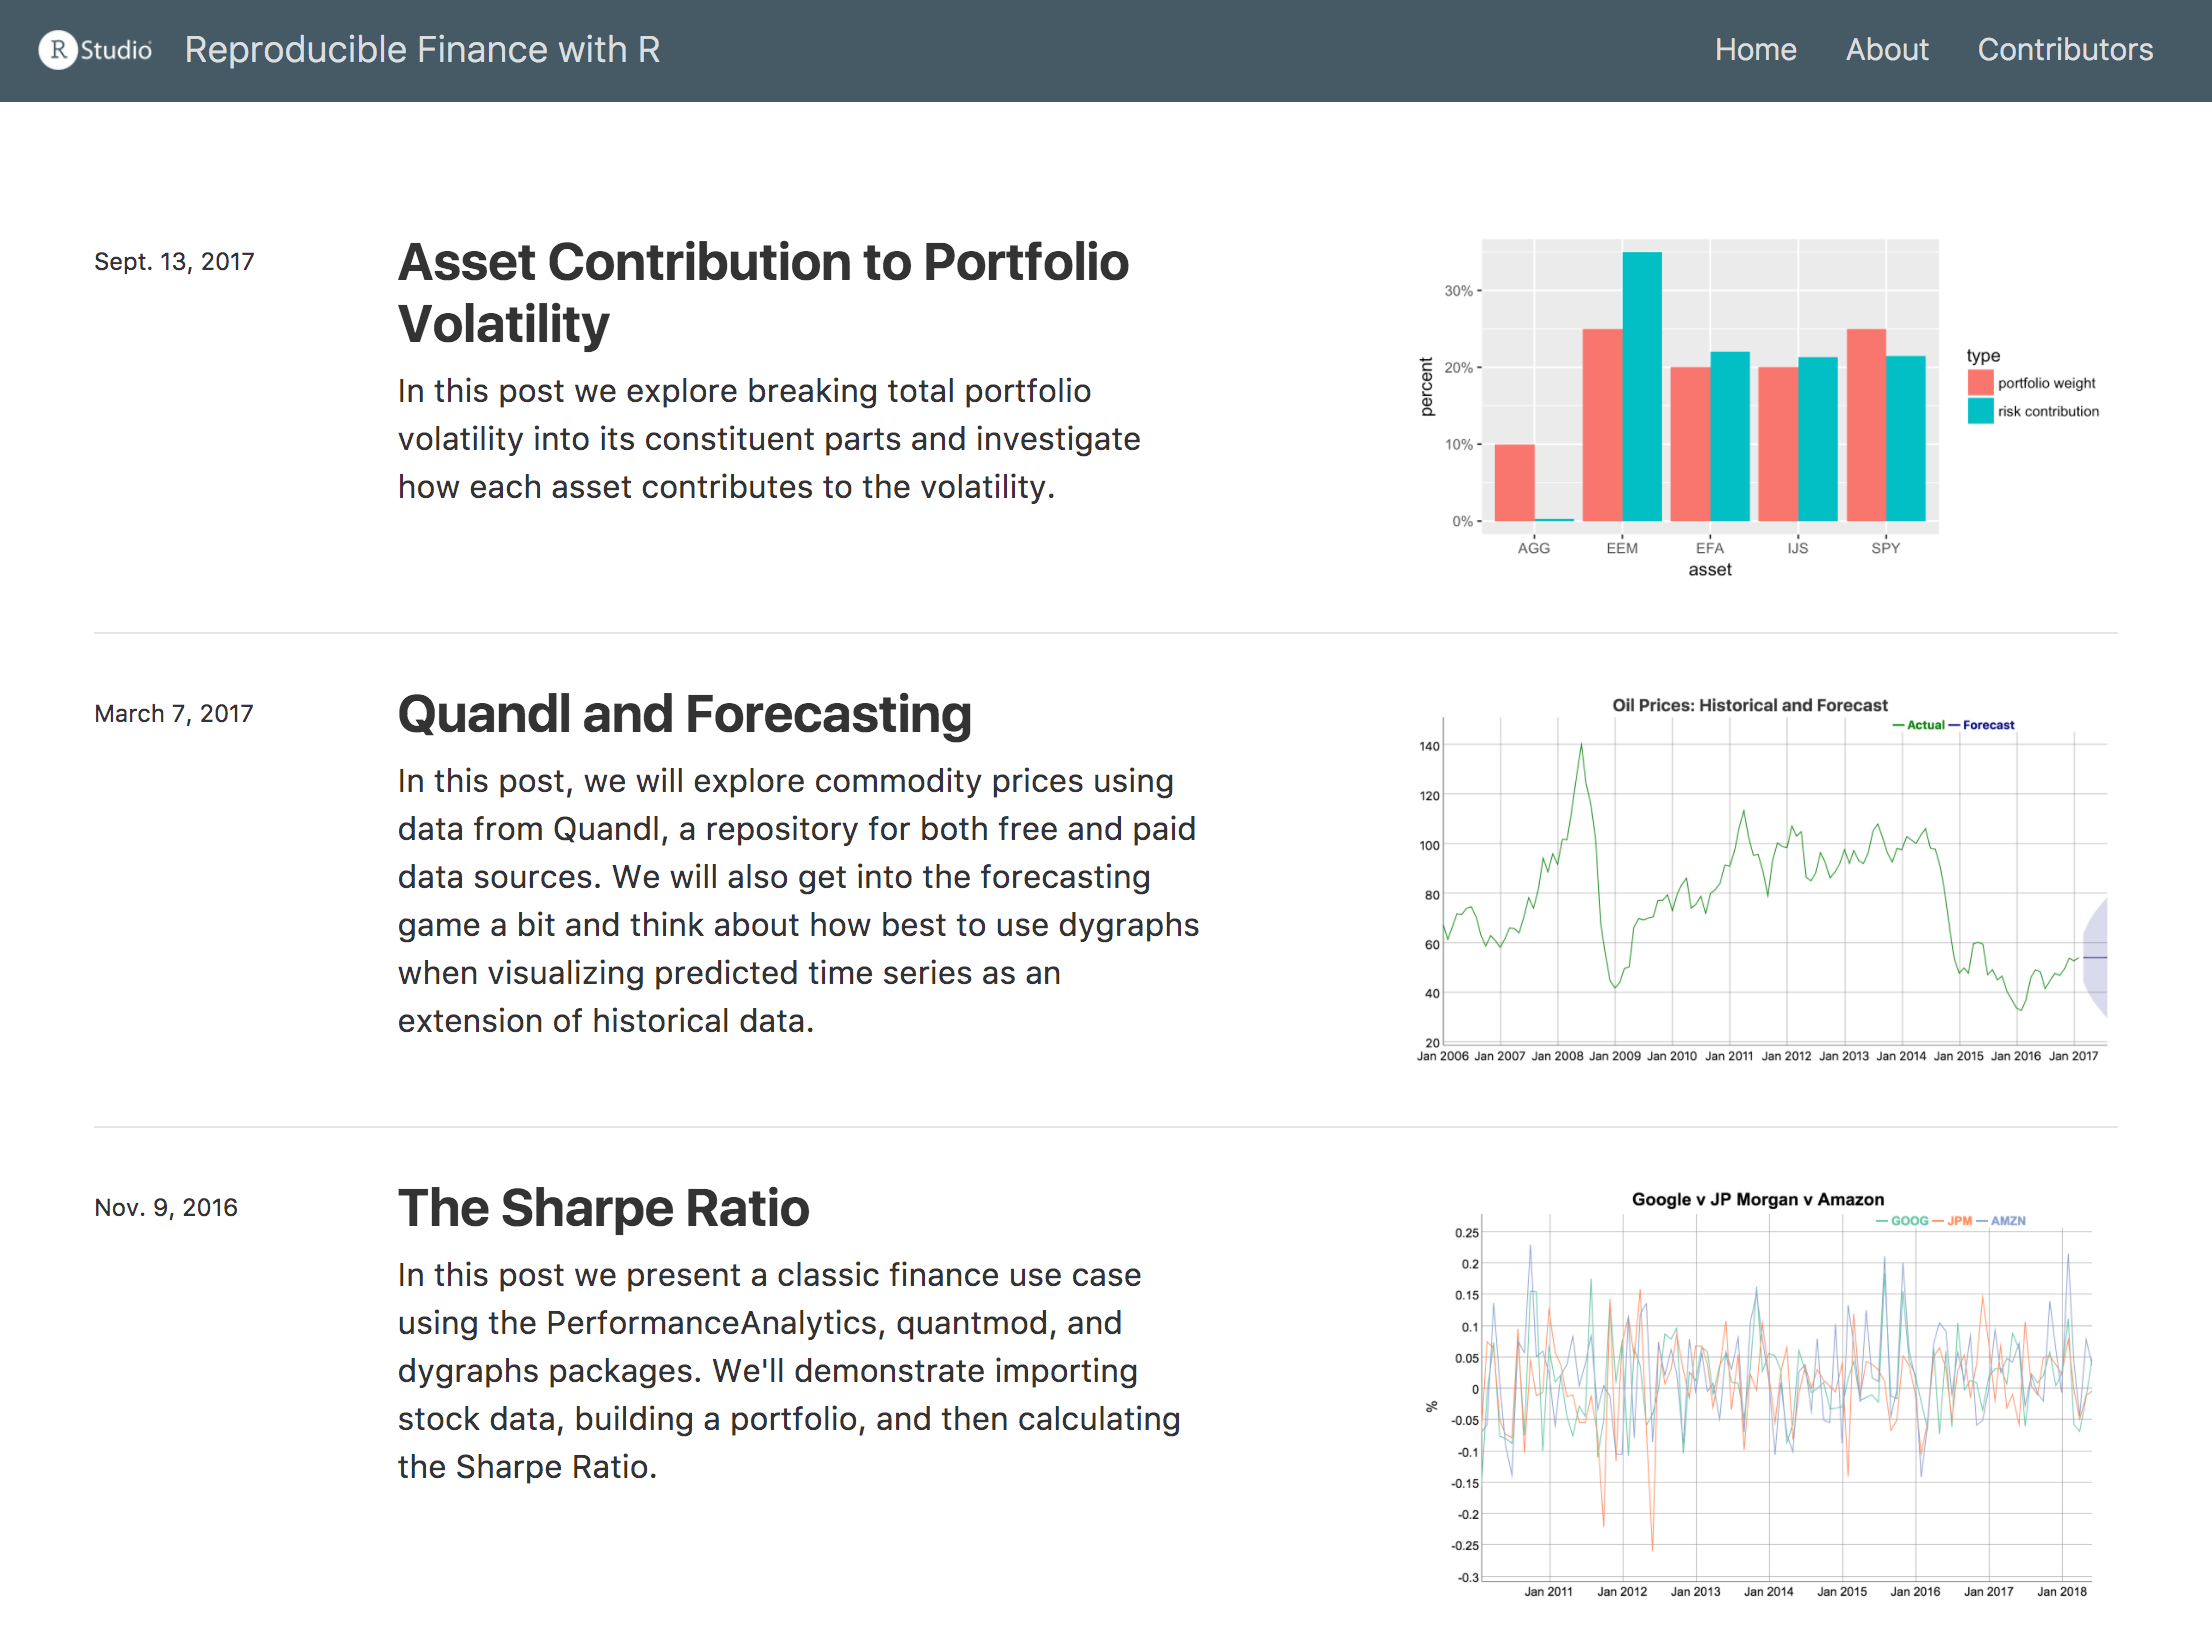 R Studio Reproducible Finance with R Home About Contributors
Sept. 13, 2017
Asset Contribution to Portfolio
Volatility
In this post we explore breaking total portfolio
volatility into its constituent parts and investigate
how each asset contributes to the volatility.
30%
20%
10%
0%
percent
AGG EEM EFA IJS SPY
asset
type
portfolio weight
risk contribution
March 7, 2017
Quandl and Forecasting
In this post, we will explore commodity prices using
data from Quandl, a repository for both free and paid
data sources. We will also get into the forecasting
game a bit and think about how best to use dygraphs
when visualizing predicted time series as an
extension of historical data.
Oil Prices: Historical and Forecast
Actual Forecast
140
120
100
80
60
40
20
Jan 2006 Jan 2007 Jan 2008 Jan 2009 Jan 2010 Jan 2011 Jan 2012 Jan 2013 Jan 2014 Jan 2015 Jan 2016 Jan 2017
Nov. 9, 2016
The Sharpe Ratio
In this post we present a classic finance use case
using the PerformanceAnalytics, quantmod, and
dygraphs packages. We'll demonstrate importing
stock data, building a portfolio, and then calculating
the Sharpe Ratio.
Google v JP Morgan v Amazon
GOOG JPM AMZN
0.25
0.2
0.15
0.1
0.05
0
-0.05
-0.1
-0.15
-0.2
-0.25
-0.3
%
Jan 2011 Jan 2012 Jan 2013 Jan 2014 Jan 2015 Jan 2016 Jan 2017 Jan 2018